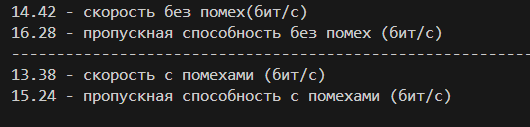 14.42 - скорость без помех(бит/с)
16.28 - пропускная способность без помех (бит/с)
------------------------------------------------------------
13.38 - скорость с помехами (бит/с)
15.24 - пропускная способность с помехами (бит/с)